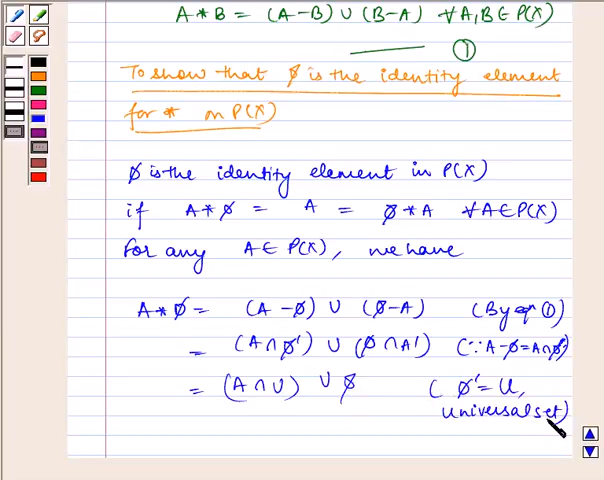 A * B = (A-B) ∪ (B-A) ∀A,B ∈ P(X)
①
To show that ϕ is the identity element
for * on P(X)
ϕ is the identity element in P(X)
if A * ϕ = A = ϕ * A ∀A ∈ P(X)
For any A ∈ P(X), we have
A * ϕ = (A - ϕ) ∪ (ϕ - A) (By eqn ①)
= (A ∩ ϕ') ∪ (ϕ ∩ A') (∵ A - ϕ = A ∩ ϕ')
= (A ∩ U) ∪ ϕ ( ϕ' = U,
universal set)